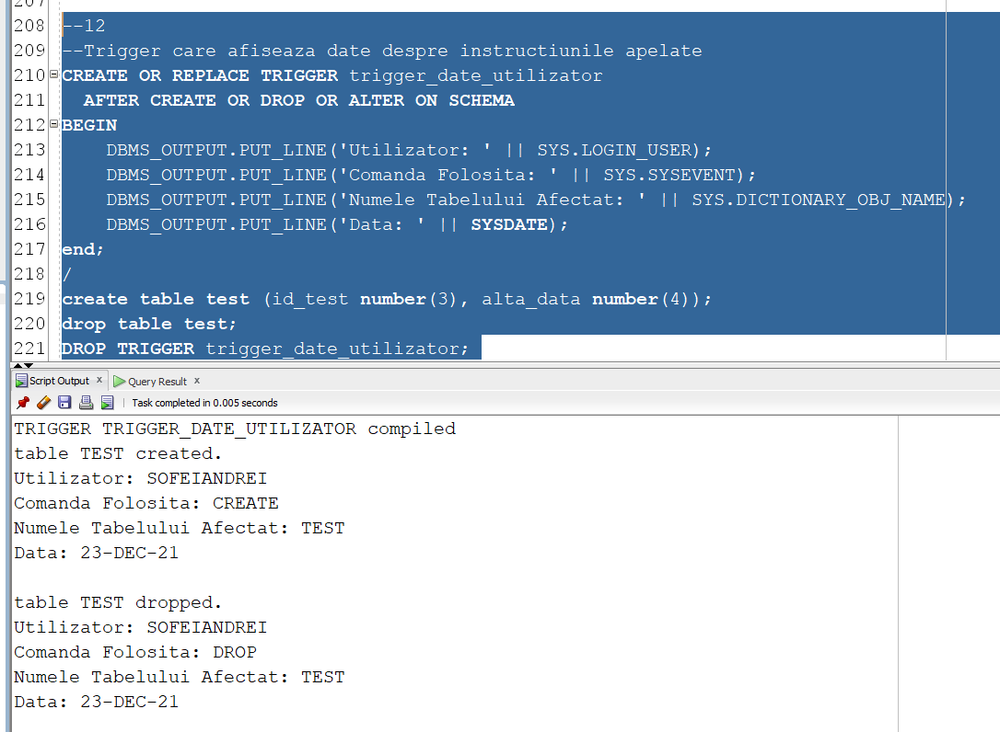 207
208 --12
209 --Trigger care afiseaza date despre instructiunile apelate
210 CREATE OR REPLACE TRIGGER trigger_date_utilizator
211 AFTER CREATE OR DROP OR ALTER ON SCHEMA
212 BEGIN
213 DBMS_OUTPUT.PUT_LINE('Utilizator: ' || SYS.LOGIN_USER);
214 DBMS_OUTPUT.PUT_LINE('Comanda Folosita: ' || SYS.SYSEVENT);
215 DBMS_OUTPUT.PUT_LINE('Numele Tabelului Afectat: ' || SYS.DICTIONARY_OBJ_NAME);
216 DBMS_OUTPUT.PUT_LINE('Data: ' || SYSDATE);
217 end;
218 /
219 create table test (id_test number(3), alta_data number(4));
220 drop table test;
221 DROP TRIGGER trigger_date_utilizator;
Script Output x Query Result x
Task completed in 0.005 seconds
TRIGGER TRIGGER_DATE_UTILIZATOR compiled
table TEST created.
Utilizator: SOFEIANDREI
Comanda Folosita: CREATE
Numele Tabelului Afectat: TEST
Data: 23-DEC-21
table TEST dropped.
Utilizator: SOFEIANDREI
Comanda Folosita: DROP
Numele Tabelului Afectat: TEST
Data: 23-DEC-21